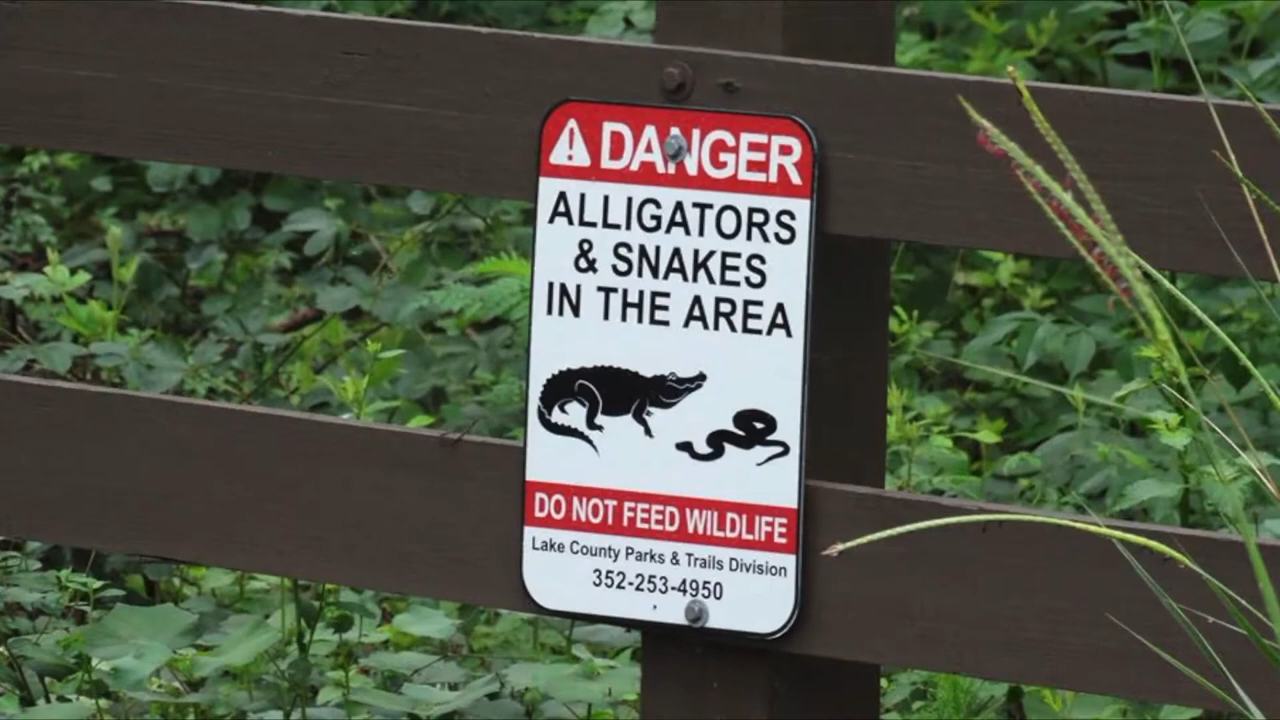 DANGER
ALLIGATORS
& SNAKES
IN THE AREA
DO NOT FEED WILDLIFE
Lake County Parks & Trails Division
352-253-4950